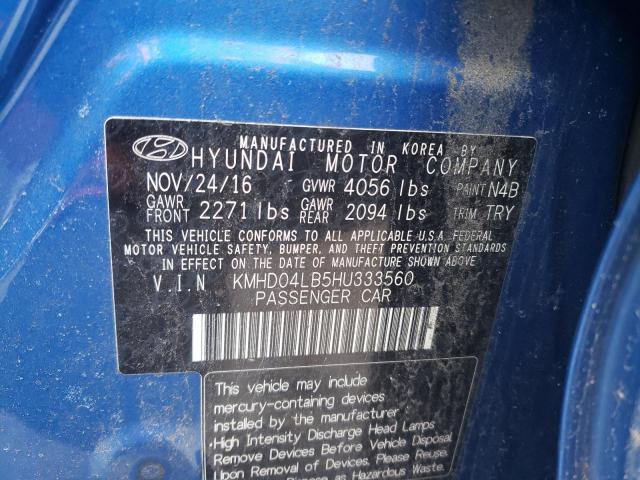 MANUFACTURED IN KOREA BY
HYUNDAI MOTOR COMPANY
NOV/24/16 GVWR 4056 lbs PAINT N4B
GAWR FRONT 2271 lbs GAWR REAR 2094 lbs TRIM TRY
THIS VEHICLE CONFORMS TO ALL APPLICABLE U.S.A. FEDERAL
MOTOR VEHICLE SAFETY, BUMPER, AND THEFT PREVENTION STANDARDS
IN EFFECT ON THE DATE OF MANUFACTURE SHOWN ABOVE.
V.I.N KMHD04LB5HU333560
PASSENGER CAR
This vehicle may include
mercury-containing devices
installed by the manufacturer
•High Intensity Discharge Head Lamps
Remove Devices Before Vehicle Disposal
Upon Removal of Devices, Please Reuse,
Dispose as Hazardous Waste.